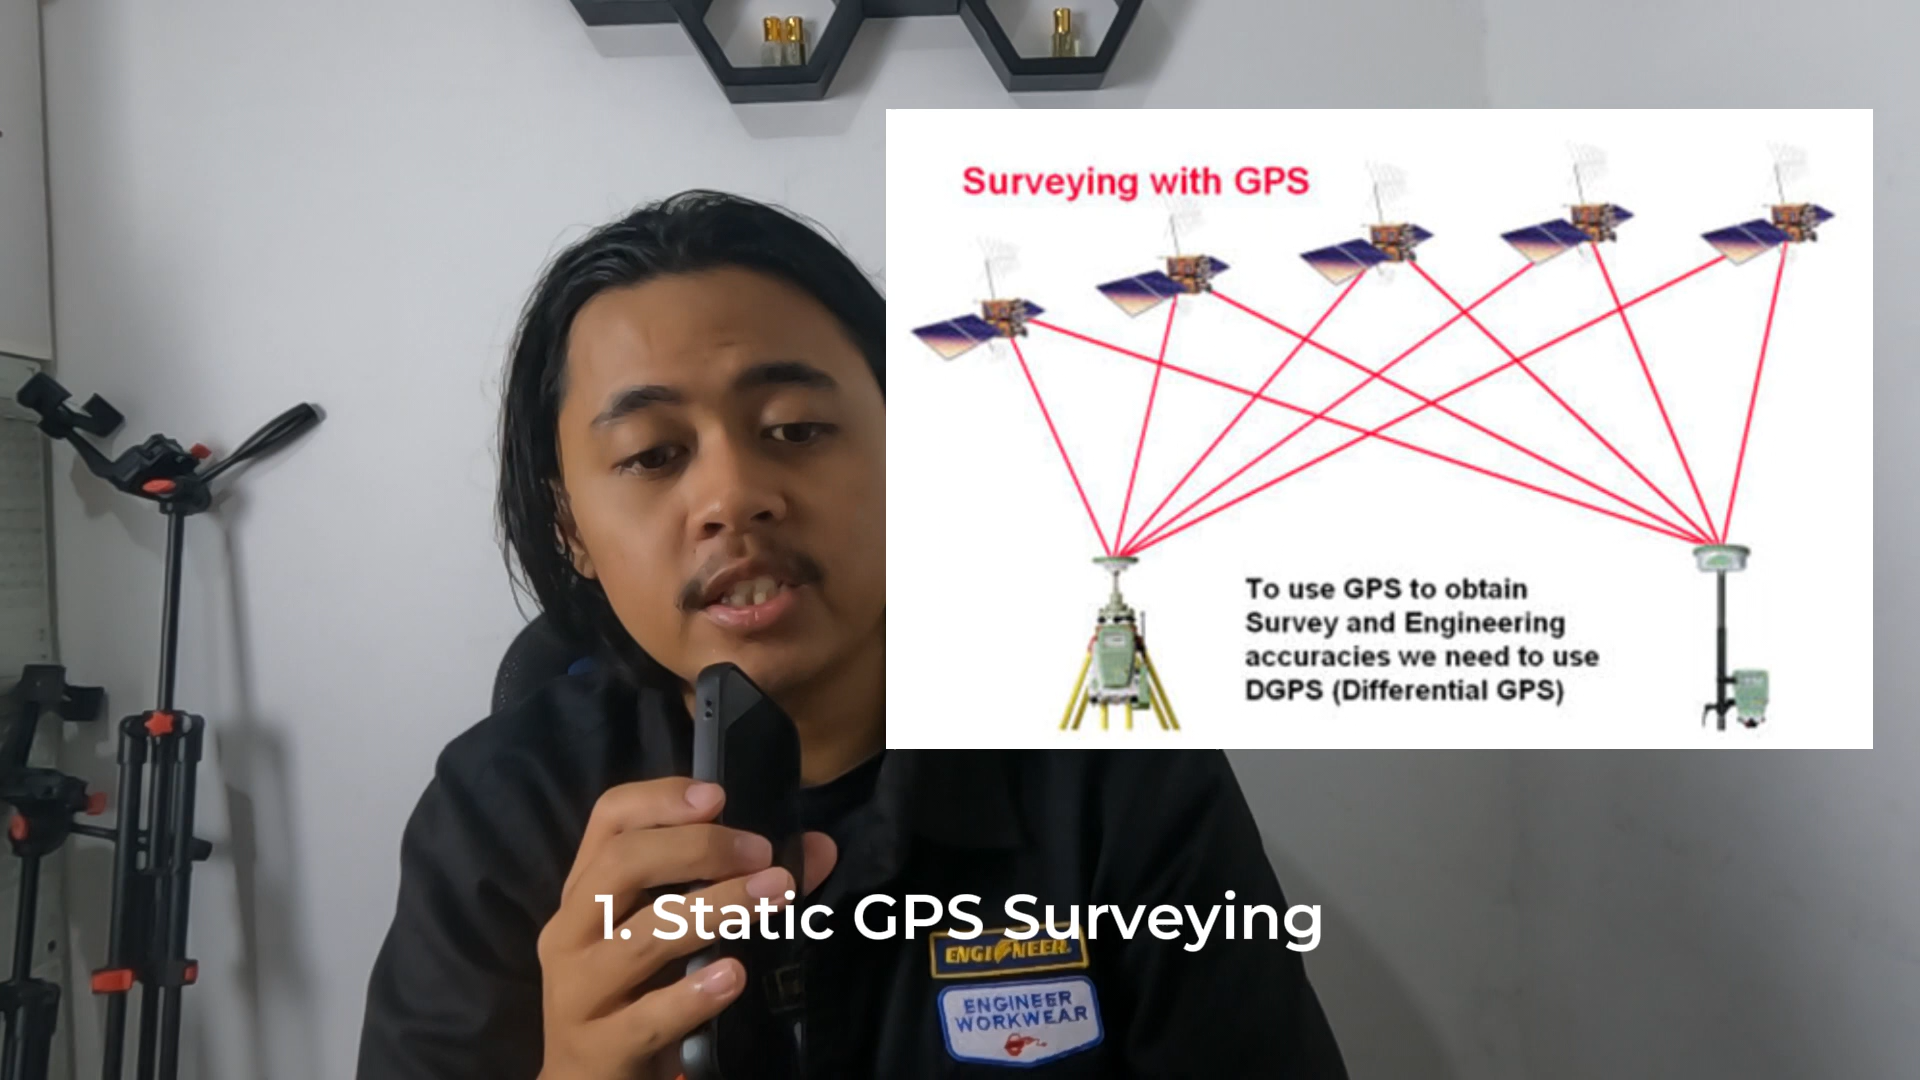 Surveying with GPS
To use GPS to obtain
Survey and Engineering
accuracies we need to use
DGPS (Differential GPS)
1. Static GPS Surveying
ENGINEER
ENGINEER
WORKWEAR